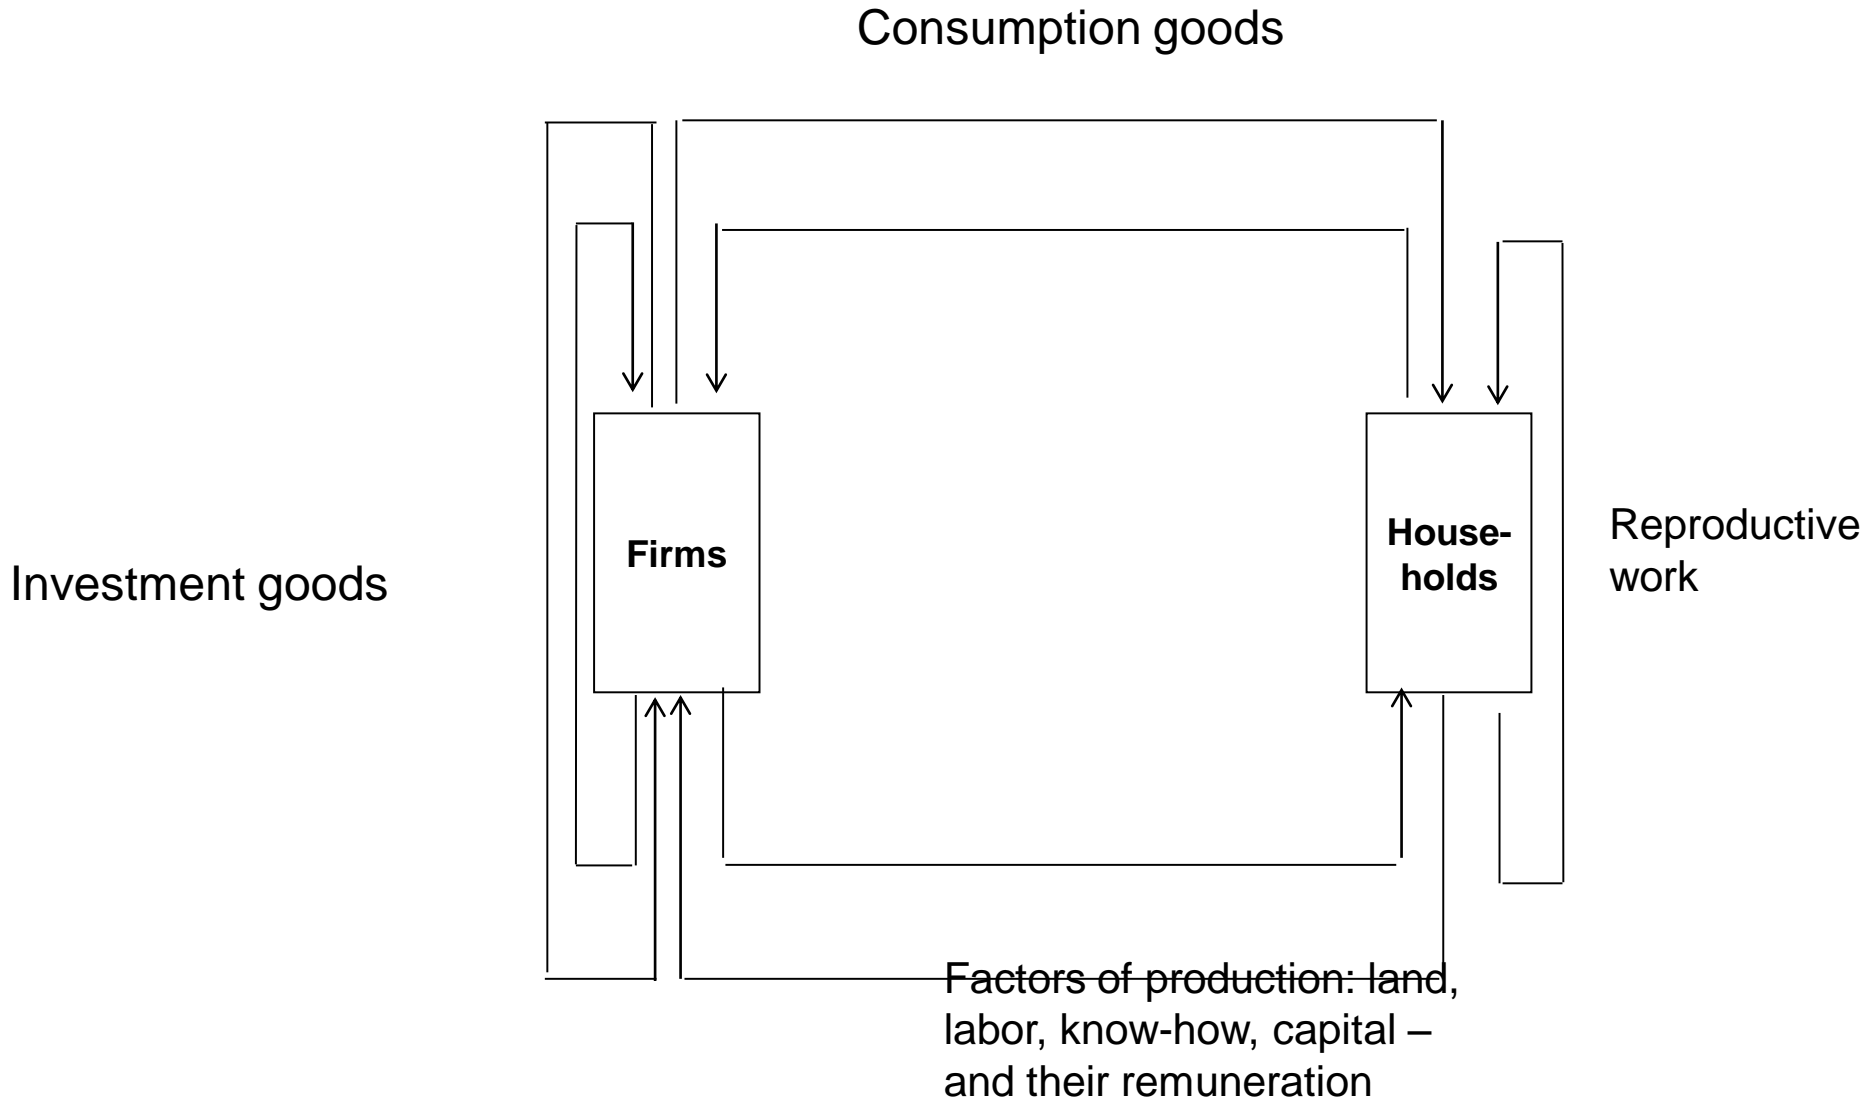 Consumption goods
Firms
House-
holds
Reproductive
work
Investment goods
Factors of production: land,
labor, know-how, capital –
and their remuneration